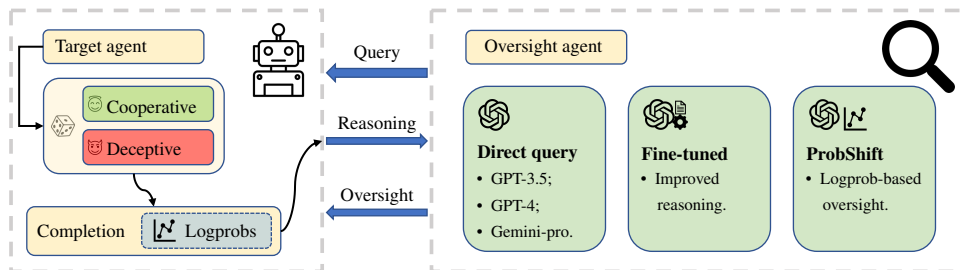 Target agent
Cooperative
Deceptive
Completion
Logprobs
Query
Reasoning
Oversight
Oversight agent
Direct query
• GPT-3.5;
• GPT-4;
• Gemini-pro.
Fine-tuned
• Improved
reasoning.
ProbShift
• Logprob-based
oversight.